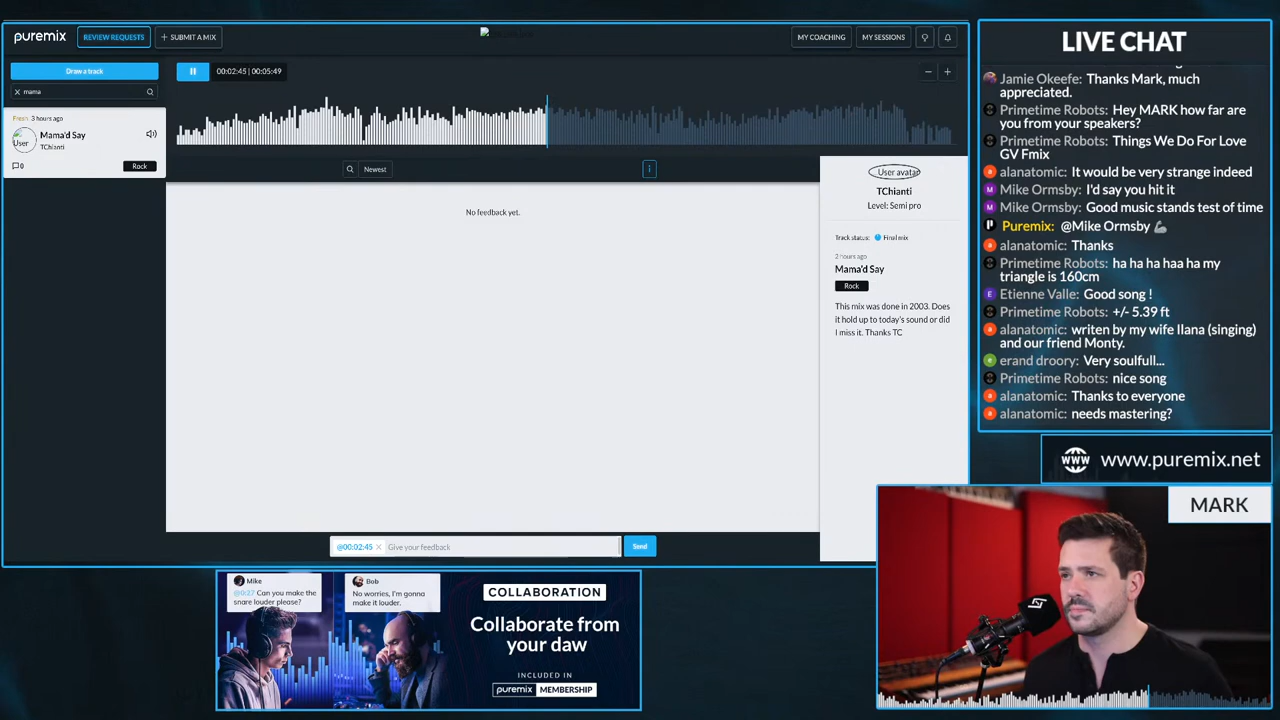 puremix
REVIEW REQUESTS
+ SUBMIT A MIX
MY COACHING
MY SESSIONS
Draw a track
mama
00:02:45 | 00:05:49
Fresh 3 hours ago
User
Mama'd Say
TChianti
0
Rock
Newest
No feedback yet.
User avatar
TChianti
Level: Semi pro
Track status: Final mix
2 hours ago
Mama'd Say
Rock
This mix was done in 2003. Does
it hold up to today's sound or did
I miss it. Thanks TC
@00:02:45
Give your feedback
Send
LIVE CHAT
Jamie Okeefe: Thanks Mark, much
appreciated.
Primetime Robots: Hey MARK how far are
you from your speakers?
Primetime Robots: Things We Do For Love
GV Fmix
alanatomic: It would be very strange indeed
Mike Ormsby: I'd say you hit it
Mike Ormsby: Good music stands test of time
Puremix: @Mike Ormsby 💪
alanatomic: Thanks
Primetime Robots: ha ha ha haa ha my
triangle is 160cm
Etienne Valle: Good song !
Primetime Robots: +/- 5.39 ft
alanatomic: writen by my wife Ilana (singing)
and our friend Monty.
erand droory: Very soulfull...
Primetime Robots: nice song
alanatomic: Thanks to everyone
alanatomic: needs mastering?
WWW
www.puremix.net
MARK
Mike
@0:27 Can you make the
snare louder please?
Bob
No worries, I'm gonna
make it louder.
COLLABORATION
Collaborate from
your daw
INCLUDED IN
puremix MEMBERSHIP